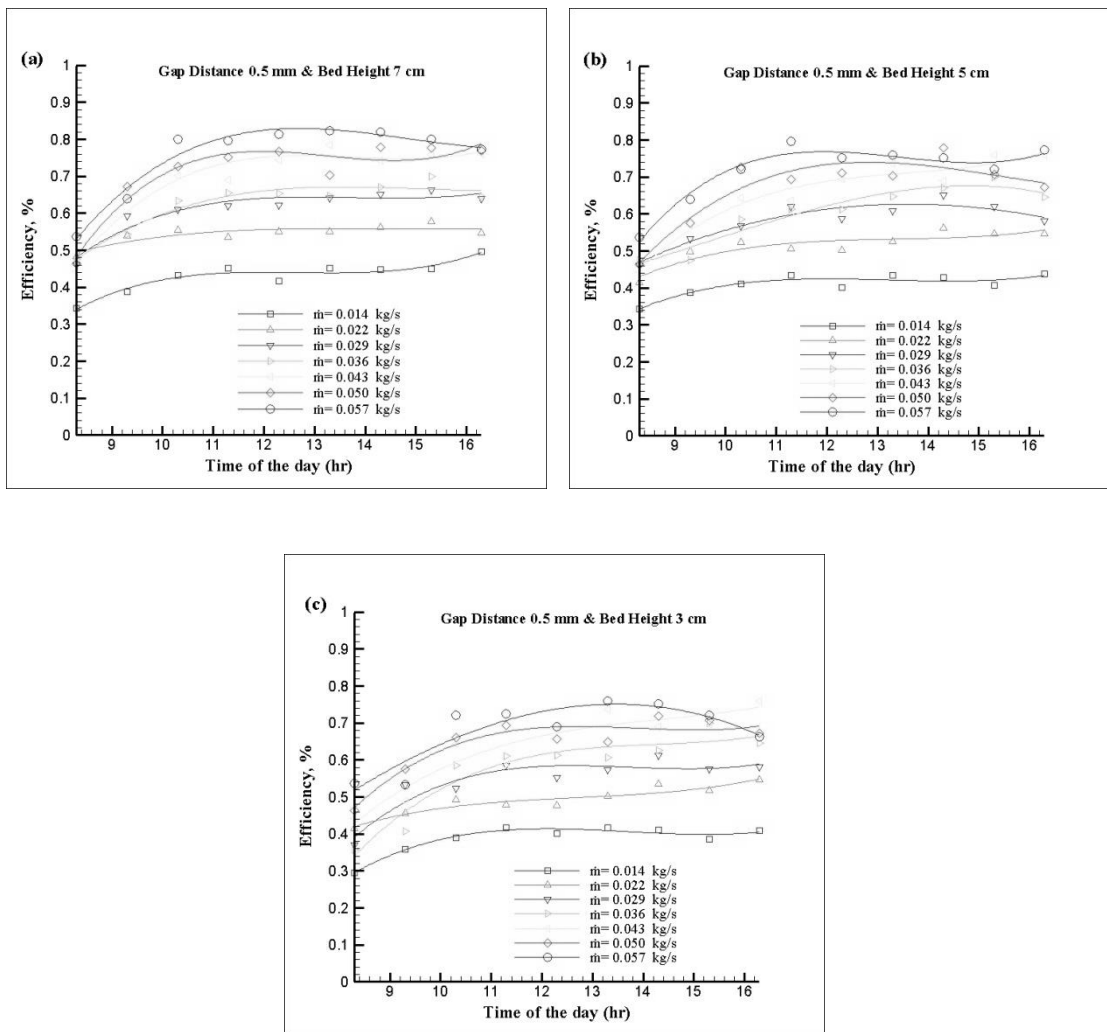 (a)
Gap Distance 0.5 mm & Bed Height 7 cm
1
0.9
0.8
0.7
0.6
0.5
0.4
0.3
0.2
0.1
0
Efficiency, %
ṁ= 0.014 kg/s
ṁ= 0.022 kg/s
ṁ= 0.029 kg/s
ṁ= 0.036 kg/s
ṁ= 0.043 kg/s
ṁ= 0.050 kg/s
ṁ= 0.057 kg/s
9 10 11 12 13 14 15 16
Time of the day (hr)
(b)
Gap Distance 0.5 mm & Bed Height 5 cm
1
0.9
0.8
0.7
0.6
0.5
0.4
0.3
0.2
0.1
0
Efficiency, %
ṁ= 0.014 kg/s
ṁ= 0.022 kg/s
ṁ= 0.029 kg/s
ṁ= 0.036 kg/s
ṁ= 0.043 kg/s
ṁ= 0.050 kg/s
ṁ= 0.057 kg/s
9 10 11 12 13 14 15 16
Time of the day (hr)
(c)
Gap Distance 0.5 mm & Bed Height 3 cm
1
0.9
0.8
0.7
0.6
0.5
0.4
0.3
0.2
0.1
0
Efficiency, %
ṁ= 0.014 kg/s
ṁ= 0.022 kg/s
ṁ= 0.029 kg/s
ṁ= 0.036 kg/s
ṁ= 0.043 kg/s
ṁ= 0.050 kg/s
ṁ= 0.057 kg/s
9 10 11 12 13 14 15 16
Time of the day (hr)